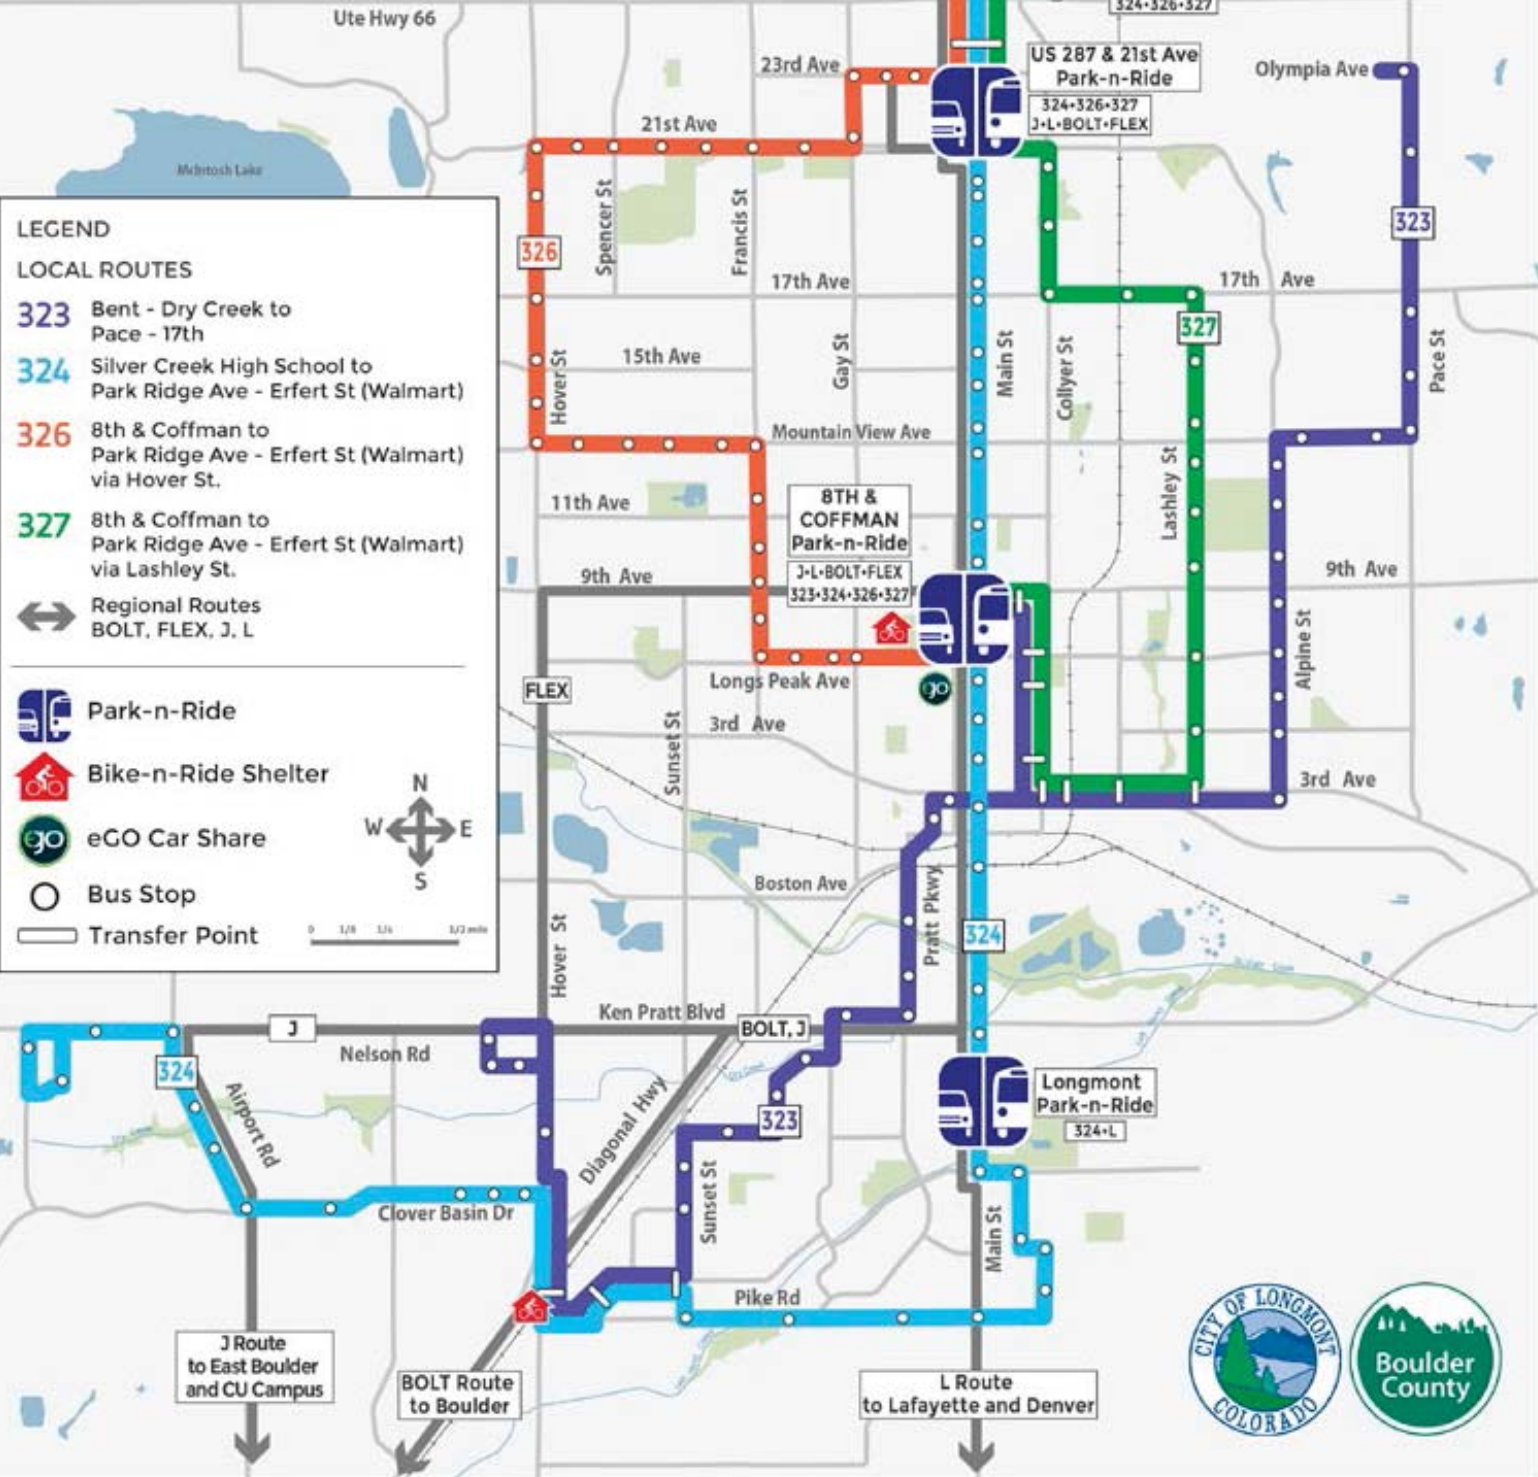 324•326•327
Ute Hwy 66
US 287 & 21st Ave
Park-n-Ride
324•326•327
J•L•BOLT•FLEX
23rd Ave
Olympia Ave
21st Ave
McIntosh Lake
Spencer St
Francis St
326
323
17th Ave
17th Ave
327
LEGEND
LOCAL ROUTES
323 Bent - Dry Creek to
Pace - 17th
324 Silver Creek High School to
Park Ridge Ave - Erfert St (Walmart)
326 8th & Coffman to
Park Ridge Ave - Erfert St (Walmart)
via Hover St.
327 8th & Coffman to
Park Ridge Ave - Erfert St (Walmart)
via Lashley St.
Regional Routes
BOLT, FLEX, J, L
Park-n-Ride
Bike-n-Ride Shelter
ego eGO Car Share
Bus Stop
Transfer Point
N
W E
S
0 1/8 1/4 1/2 mile
15th Ave
Hover St
Gay St
Main St
Collyer St
Pace St
Mountain View Ave
Lashley St
11th Ave
8TH &
COFFMAN
Park-n-Ride
J•L•BOLT•FLEX
323•324•326•327
9th Ave
9th Ave
Alpine St
FLEX
Longs Peak Ave
go
3rd Ave
Sunset St
3rd Ave
Boston Ave
Pratt Pkwy
324
Hover St
Ken Pratt Blvd
J
BOLT, J
Nelson Rd
324
Airport Rd
Diagonal Hwy
323
Longmont
Park-n-Ride
324•L
Clover Basin Dr
Sunset St
Main St
Pike Rd
J Route
to East Boulder
and CU Campus
BOLT Route
to Boulder
L Route
to Lafayette and Denver
CITY OF LONGMONT
COLORADO
Boulder
County